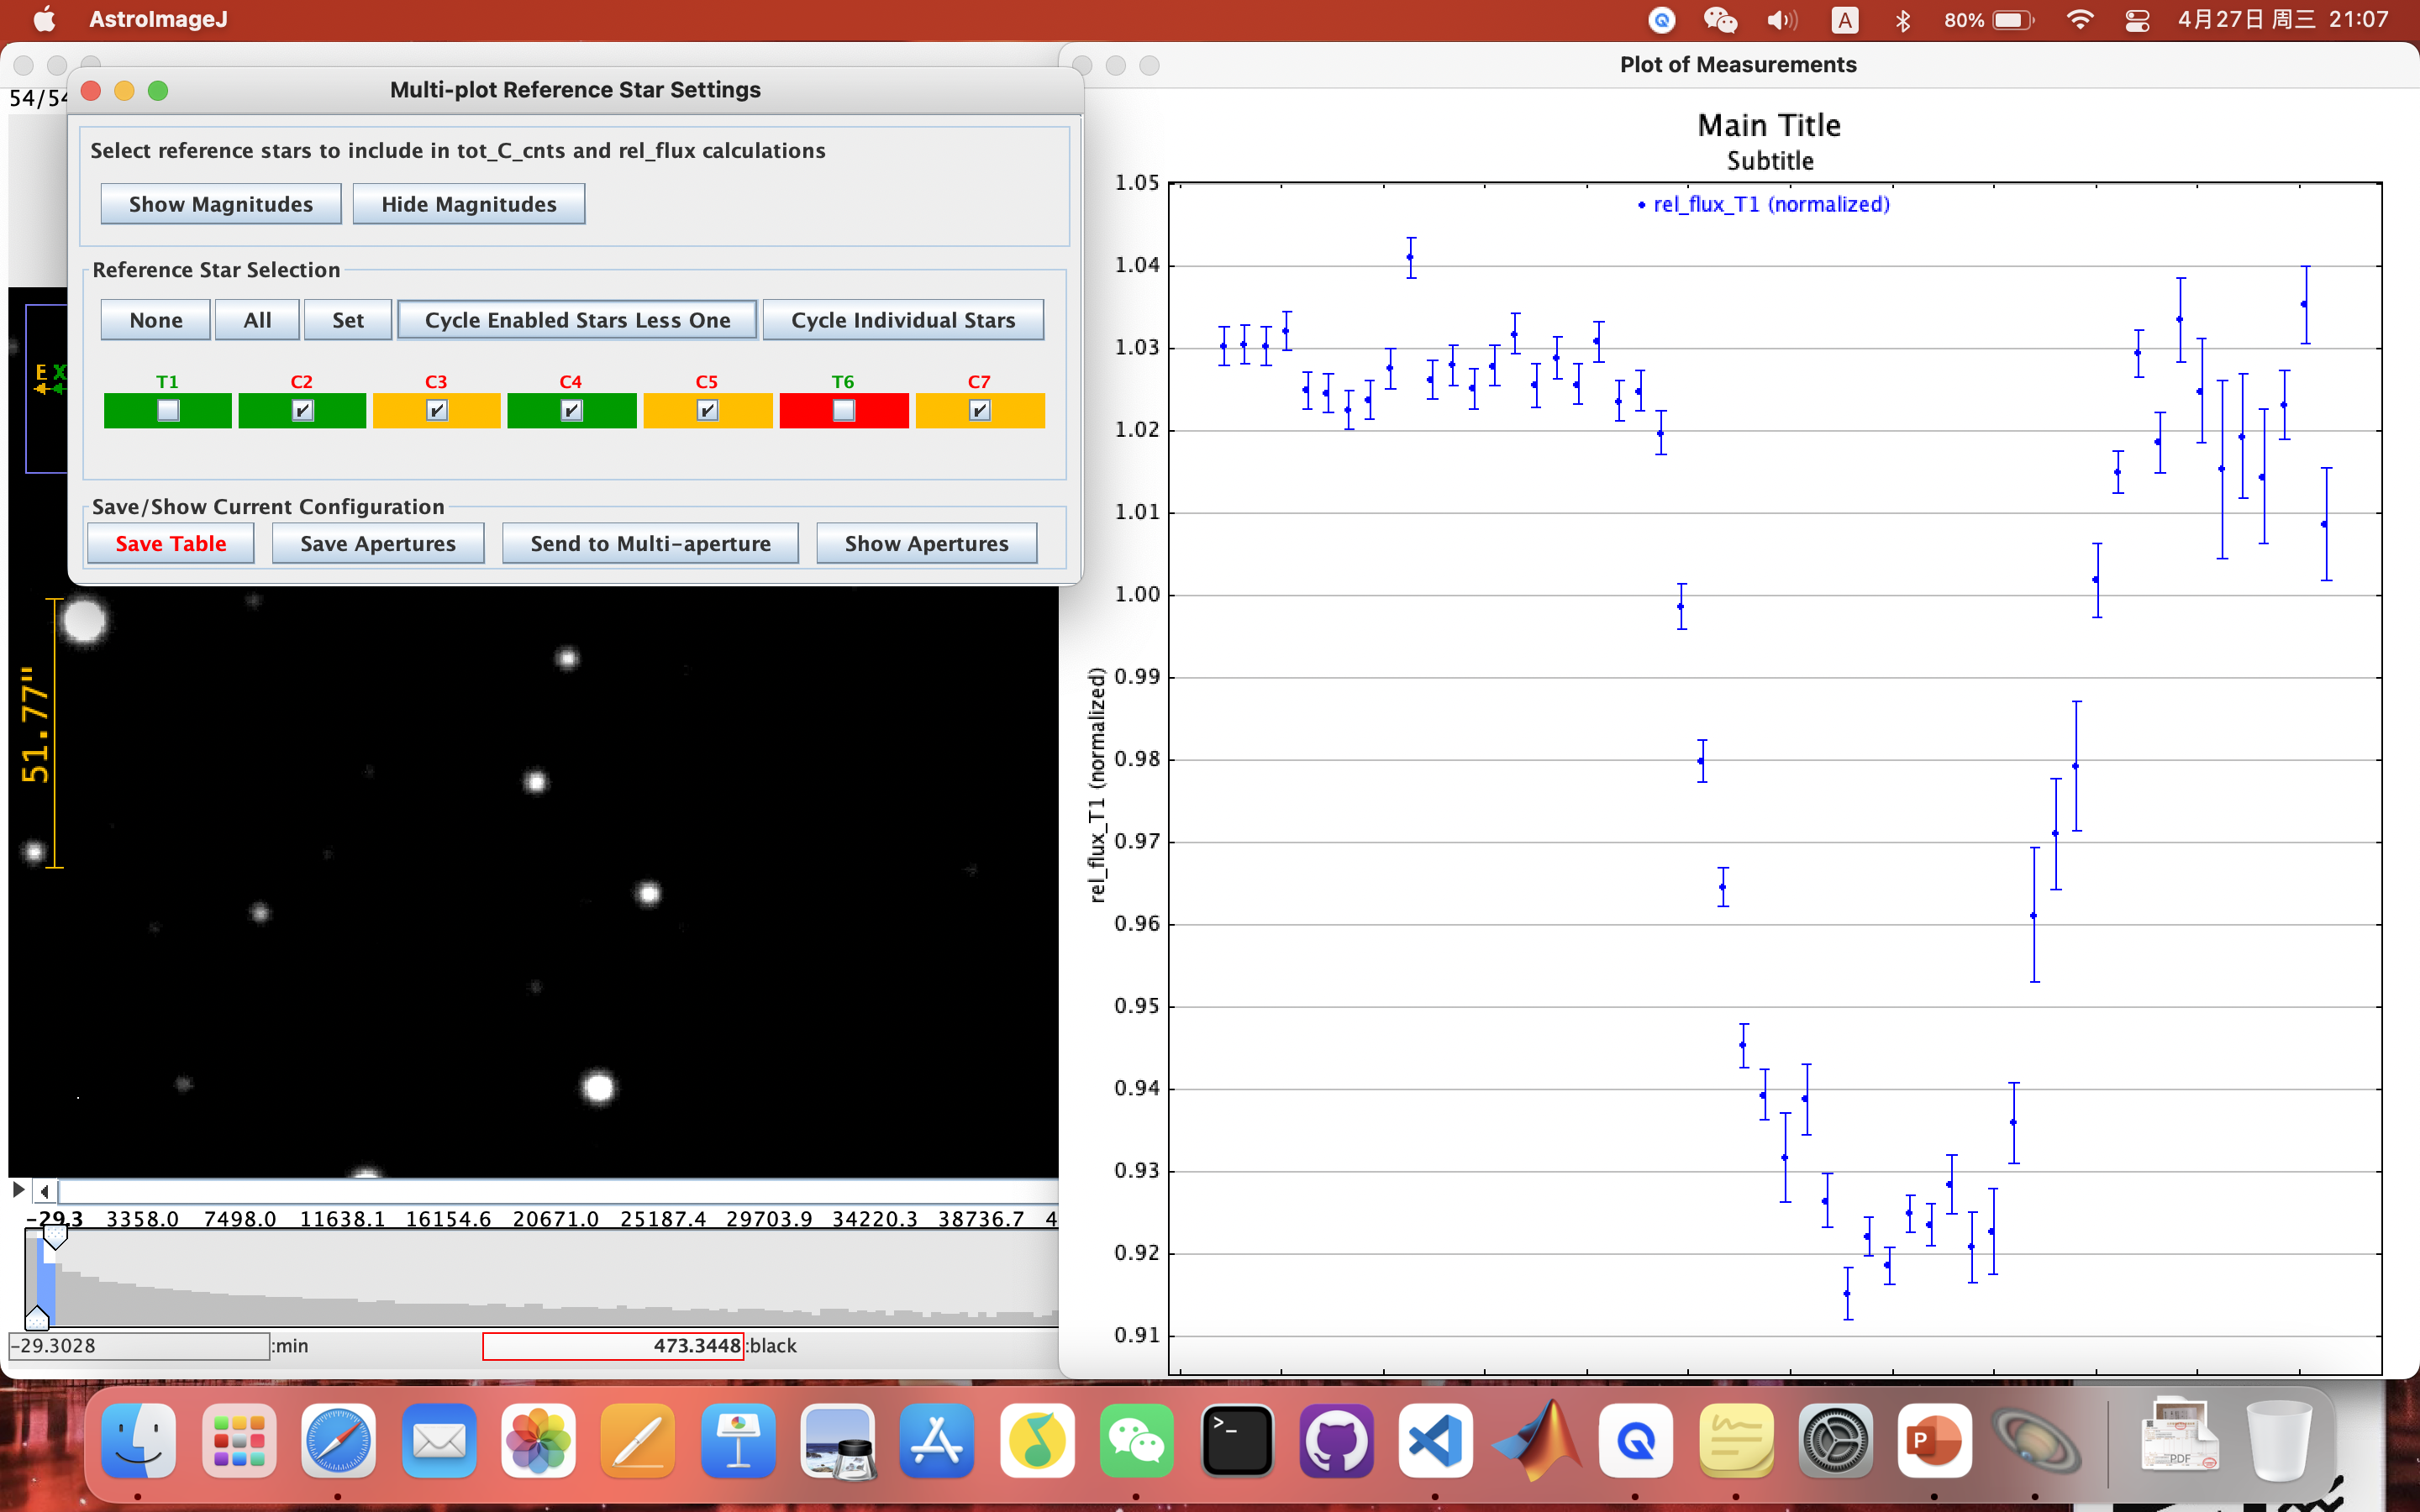 AstroImageJ
A
80%
4月27日 周三 21:07
54/54
Multi-plot Reference Star Settings
Select reference stars to include in tot_C_cnts and rel_flux calculations
Show Magnitudes
Hide Magnitudes
Reference Star Selection
None
All
Set
Cycle Enabled Stars Less One
Cycle Individual Stars
T1
C2
C3
C4
C5
T6
C7
Save/Show Current Configuration
Save Table
Save Apertures
Send to Multi-aperture
Show Apertures
E X
51.77"
-29.3 3358.0 7498.0 11638.1 16154.6 20671.0 25187.4 29703.9 34220.3 38736.7 4
-29.3028 :min
473.3448 :black
Plot of Measurements
Main Title
Subtitle
rel_flux_T1 (normalized)
rel_flux_T1 (normalized)
1.05
1.04
1.03
1.02
1.01
1.00
0.99
0.98
0.97
0.96
0.95
0.94
0.93
0.92
0.91
>_
P
PDF